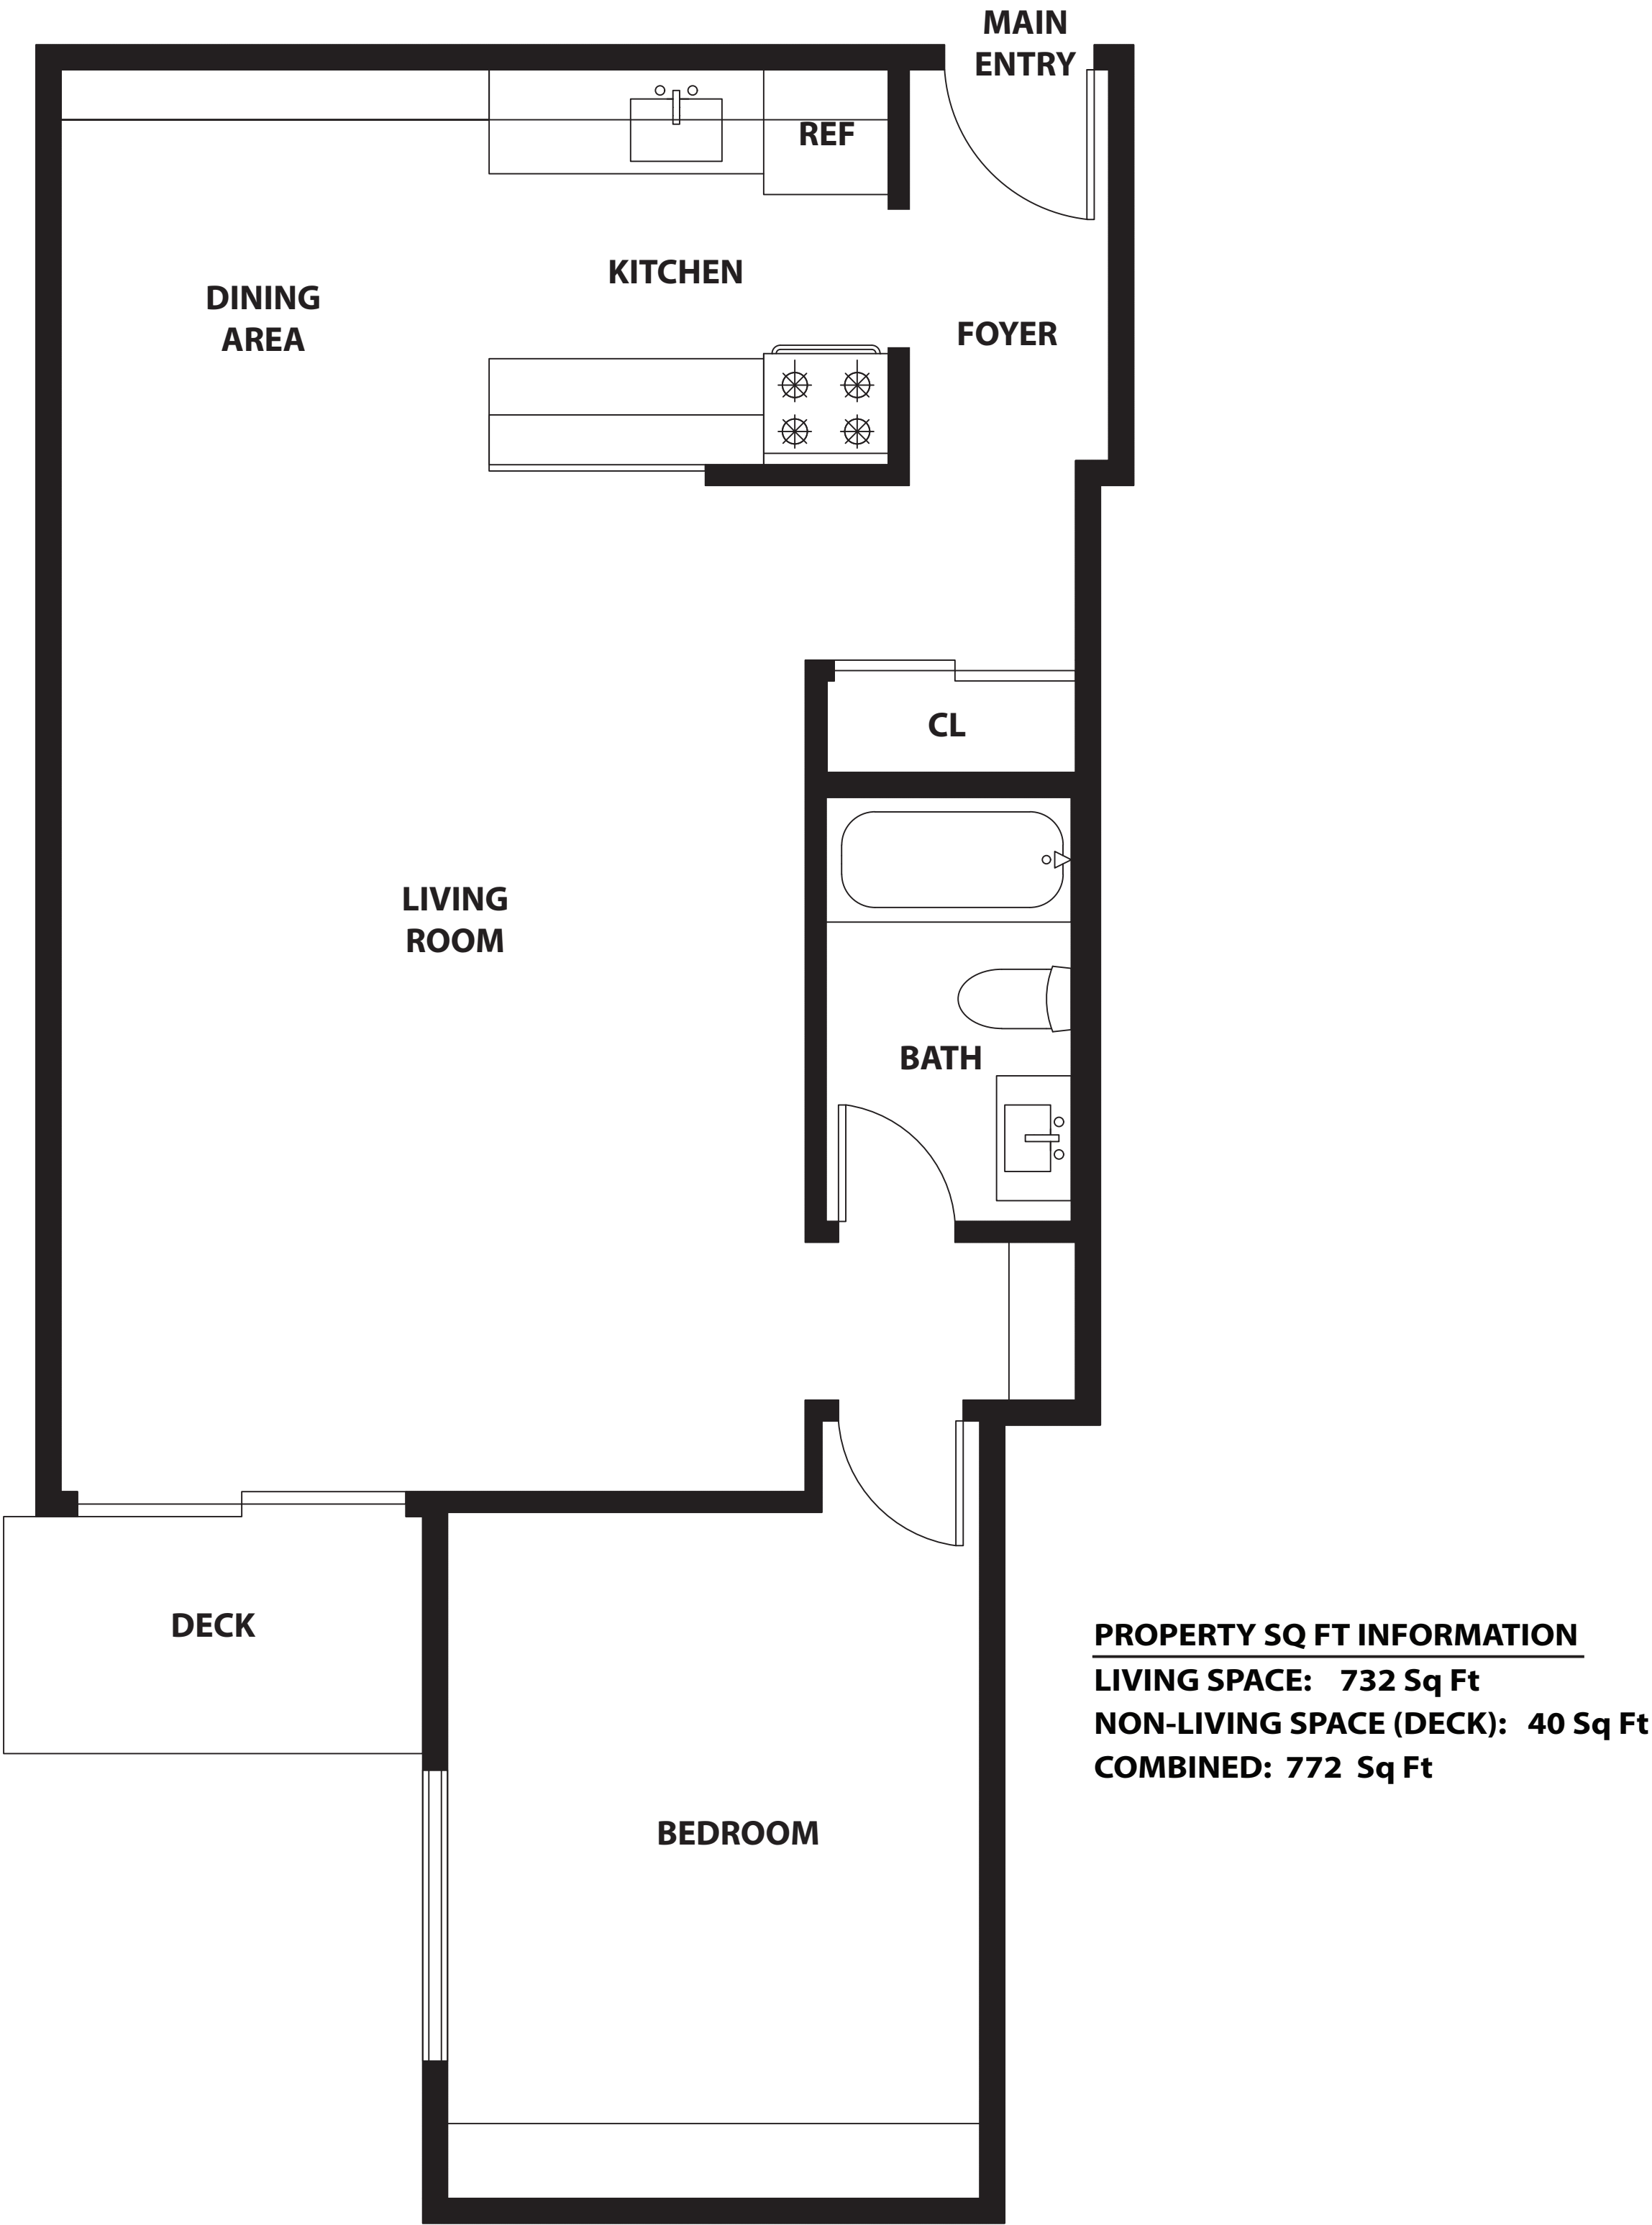 MAIN
ENTRY
REF
KITCHEN
DINING
AREA
FOYER
CL
LIVING
ROOM
BATH
DECK
PROPERTY SQ FT INFORMATION
LIVING SPACE: 732 Sq Ft
NON-LIVING SPACE (DECK): 40 Sq Ft
COMBINED: 772 Sq Ft
BEDROOM